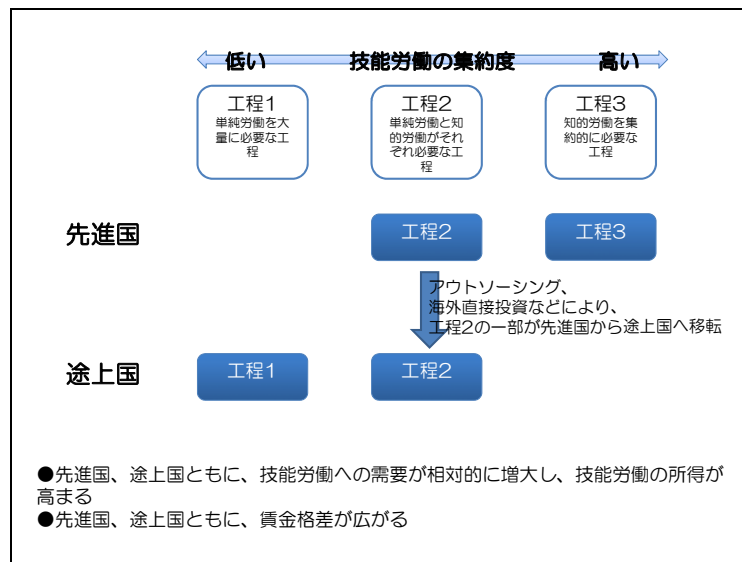 低い 技能労働の集約度 高い
工程1 工程2 工程3
単純労働を大 単純労働と知 知的労働を集
量に必要な工 的労働がそれ 約的に必要な
程 ぞれ必要な工 工程
程
先進国 工程2 工程3
アウトソーシング、
海外直接投資などにより、
工程2の一部が先進国から途上国へ移転
途上国 工程1 工程2
●先進国、途上国ともに、技能労働への需要が相対的に増大し、技能労働の所得が
高まる
●先進国、途上国ともに、賃金格差が広がる